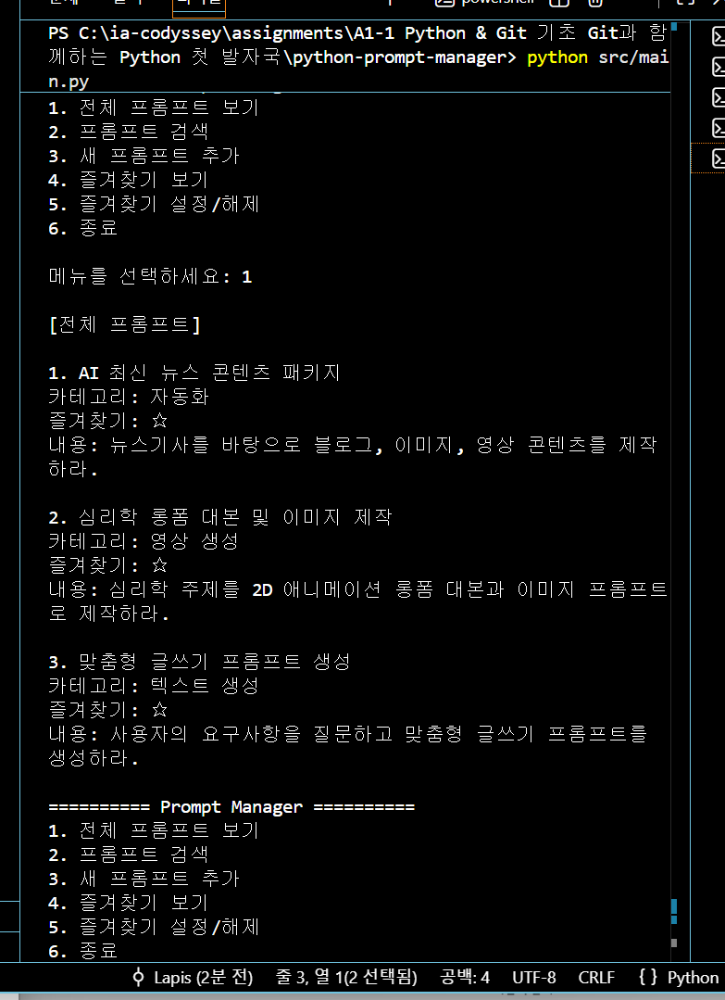 powershell
PS C:\ia-codyssey\assignments\A1-1 Python & Git 기초 Git과 함
께하는 Python 첫 발자국\python-prompt-manager> python src/mai
n.py
1. 전체 프롬프트 보기
2. 프롬프트 검색
3. 새 프롬프트 추가
4. 즐겨찾기 보기
5. 즐겨찾기 설정/해제
6. 종료
메뉴를 선택하세요: 1
[전체 프롬프트]
1. AI 최신 뉴스 콘텐츠 패키지
카테고리: 자동화
즐겨찾기: ☆
내용: 뉴스기사를 바탕으로 블로그, 이미지, 영상 콘텐츠를 제작
하라.
2. 심리학 롱폼 대본 및 이미지 제작
카테고리: 영상 생성
즐겨찾기: ☆
내용: 심리학 주제를 2D 애니메이션 롱폼 대본과 이미지 프롬프트
로 제작하라.
3. 맞춤형 글쓰기 프롬프트 생성
카테고리: 텍스트 생성
즐겨찾기: ☆
내용: 사용자의 요구사항을 질문하고 맞춤형 글쓰기 프롬프트를
생성하라.
========== Prompt Manager ==========
1. 전체 프롬프트 보기
2. 프롬프트 검색
3. 새 프롬프트 추가
4. 즐겨찾기 보기
5. 즐겨찾기 설정/해제
6. 종료
Lapis (2분 전) 줄 3, 열 1(2 선택됨) 공백: 4 UTF-8 CRLF { } Python